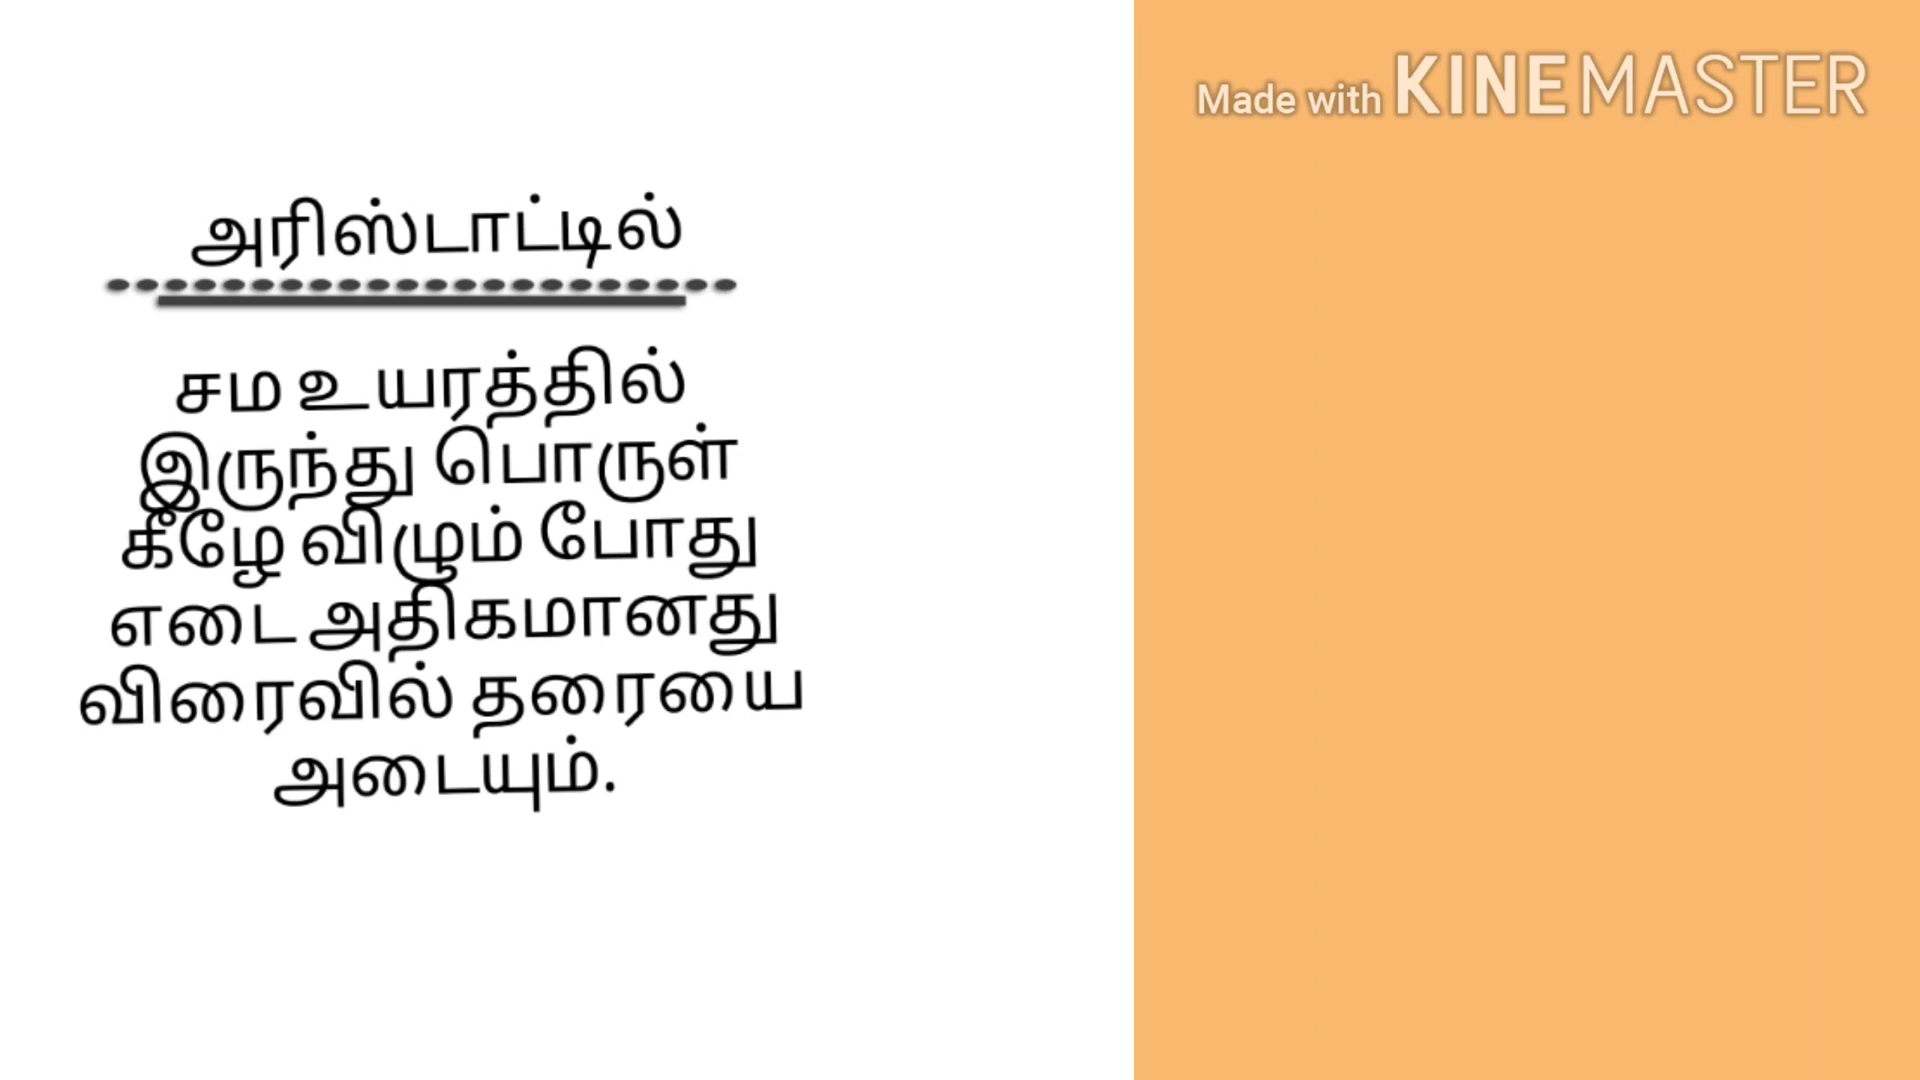 Made with KINEMASTER
அரிஸ்டாட்டில்
சம உயரத்தில்
இருந்து பொருள்
கீழே விழும் போது
எடை அதிகமானது
விரைவில் தரையை
அடையும்.